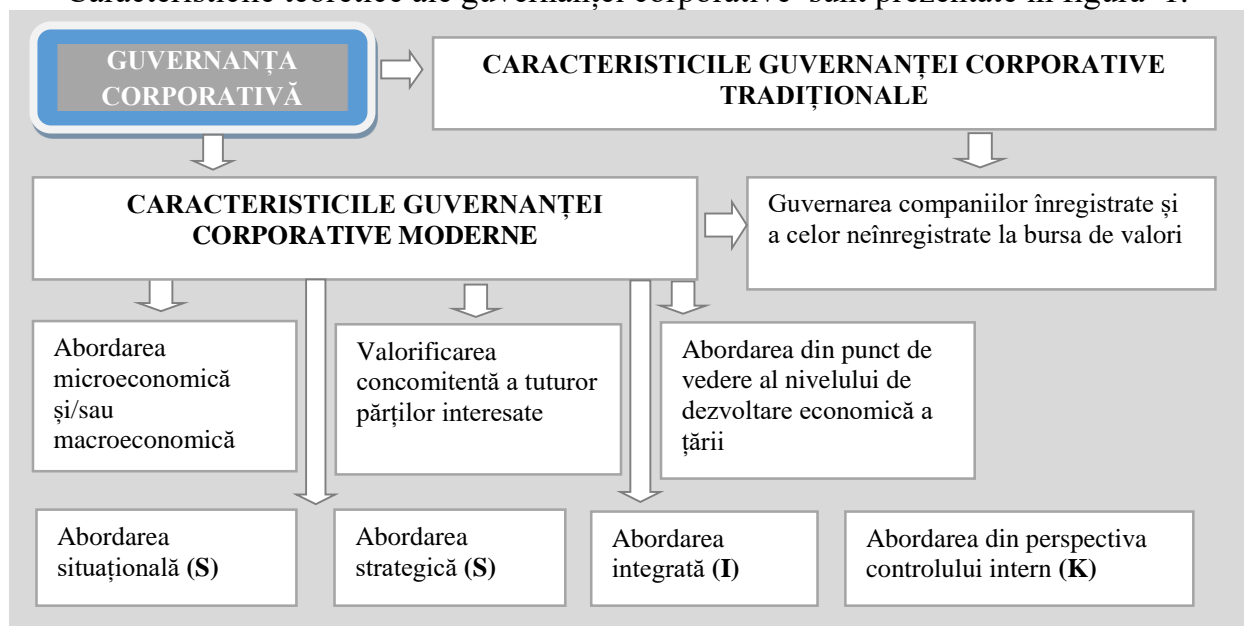 Caracteristicile teoretice ale guvernanței corporative sunt prezentate în figura 1.
GUVERNANȚA
CORPORATIVĂ
CARACTERISTICILE GUVERNANȚEI CORPORATIVE
TRADIȚIONALE
CARACTERISTICILE GUVERNANȚEI
CORPORATIVE MODERNE
Guvernarea companiilor înregistrate și
a celor neînregistrate la bursa de valori
Abordarea
microeconomică
și/sau
macroeconomică
Valorificarea
concomitentă a tuturor
părților interesate
Abordarea din punct de
vedere al nivelului de
dezvoltare economică a
țării
Abordarea
situațională (S)
Abordarea
strategică (S)
Abordarea
integrată (I)
Abordarea din perspectiva
controlului intern (K)